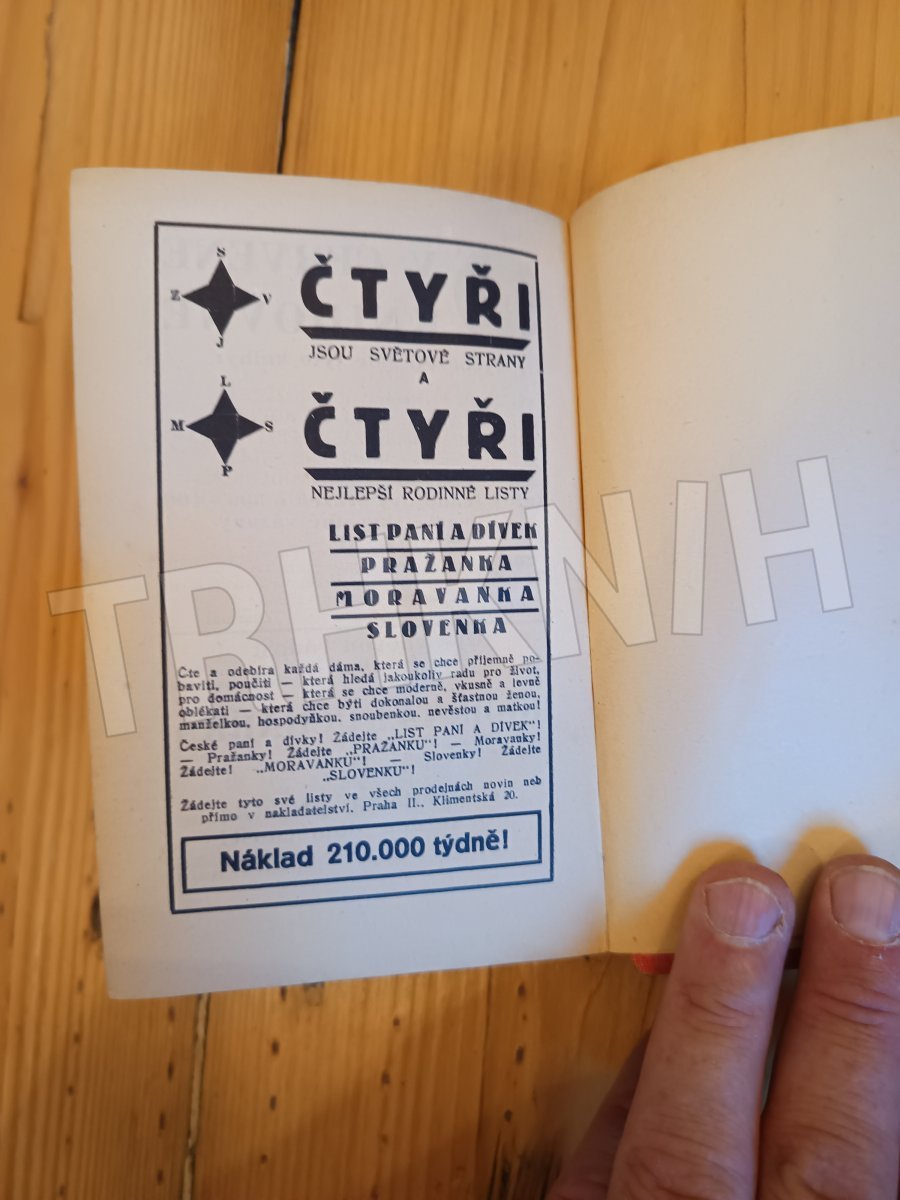 S
Z V
J
ČTYŘI
JSOU SVĚTOVÉ STRANY
A
L
M S
P
ČTYŘI
NEJLEPŠÍ RODINNÉ LISTY
LIST PANÍ A DÍVEK
PRAŽANKA
MORAVANKA
SLOVENKA
Čte a odebírá každá dáma, která se chce příjemně po-
baviti, poučiti — která hledá jakoukoliv radu pro život,
pro domácnost — která se chce moderně, vkusně a levně
oblékati — která chce býti dokonalou a šťastnou ženou,
manželkou, hospodyňkou, snoubenkou, nevěstou a matkou!
České paní a dívky! Žádejte „LIST PANÍ A DÍVEK"!
— Pražanky! Žádejte „PRAŽANKU"! — Moravanky!
Žádejte! „MORAVANKU"! — Slovenky! Žádejte
„SLOVENKU"!
Žádejte tyto své listy ve všech prodejnách novin neb
přímo v nakladatelství, Praha II., Klimentská 20.
Náklad 210.000 týdně!
TRHKNIH